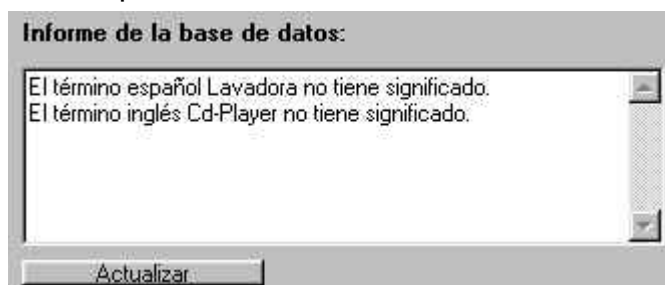 Informe de la base de datos:
El término español Lavadora no tiene significado.
El término inglés Cd-Player no tiene significado.
Actualizar